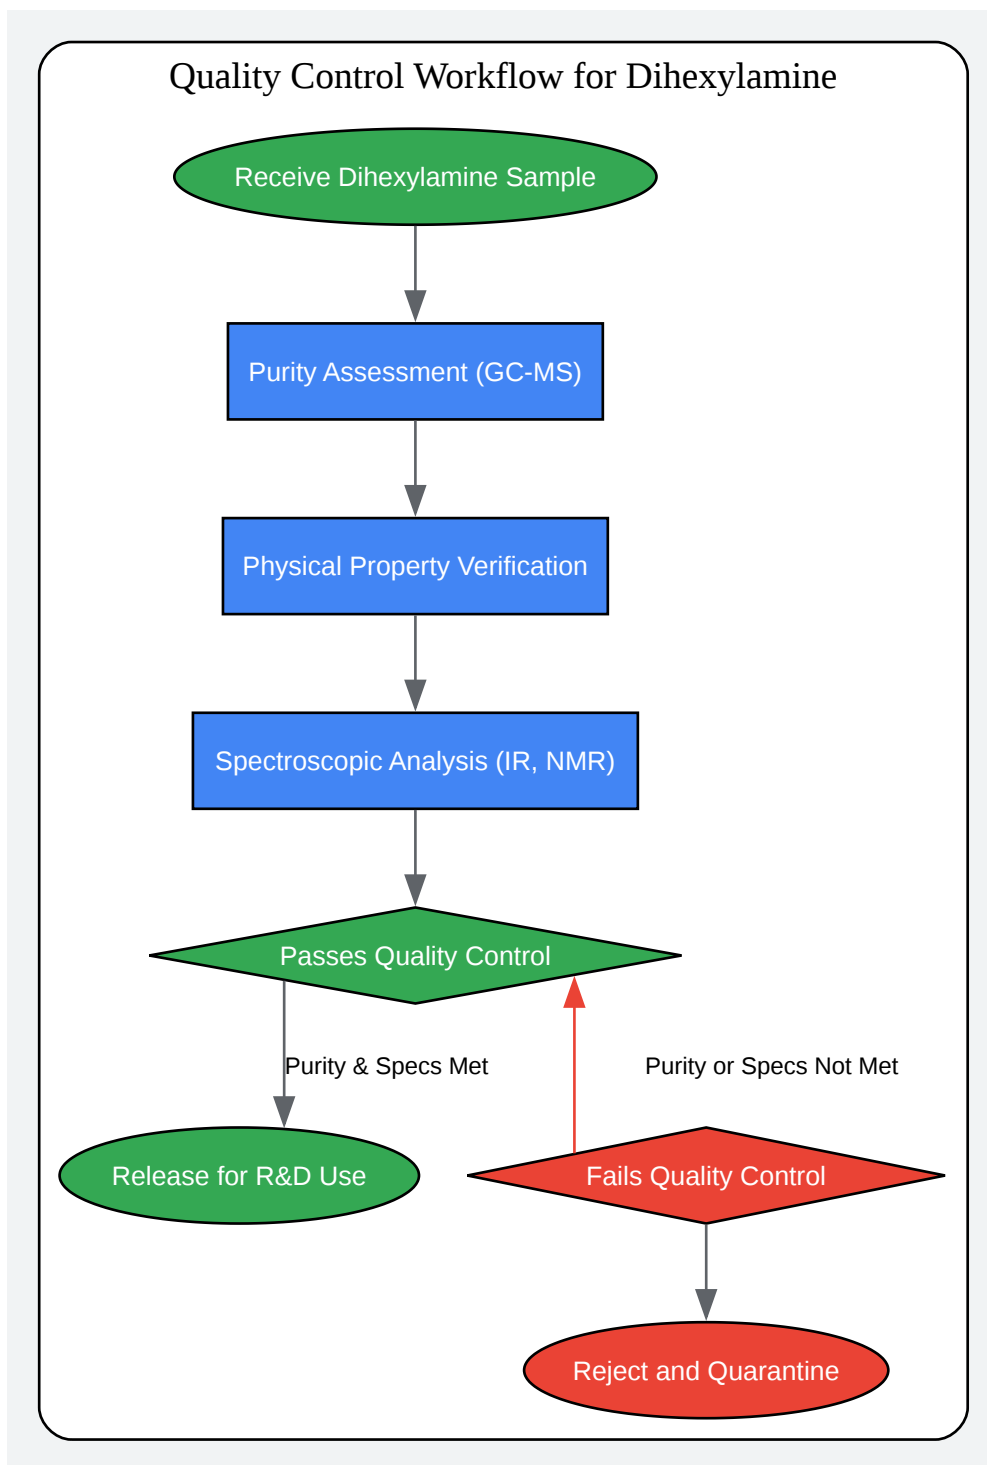 Quality Control Workflow for Dihexylamine
Receive Dihexylamine Sample
Purity Assessment (GC-MS)
Physical Property Verification
Spectroscopic Analysis (IR, NMR)
Passes Quality Control
Purity & Specs Met
Purity or Specs Not Met
Release for R&D Use
Fails Quality Control
Reject and Quarantine